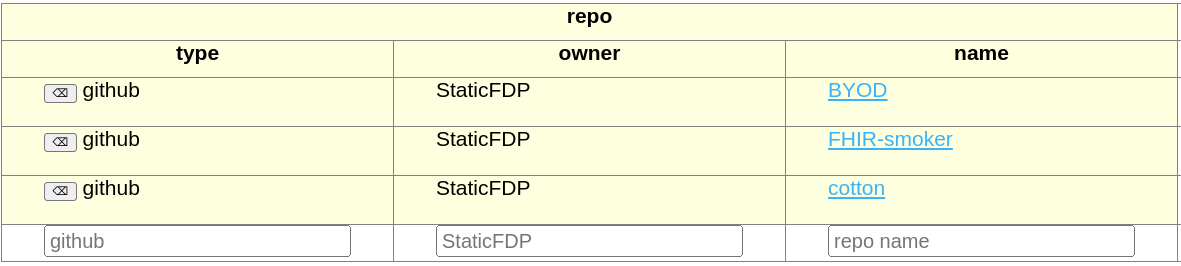 repo
type owner name
⌫ github StaticFDP BYOD
⌫ github StaticFDP FHIR-smoker
⌫ github StaticFDP cotton
github StaticFDP repo name